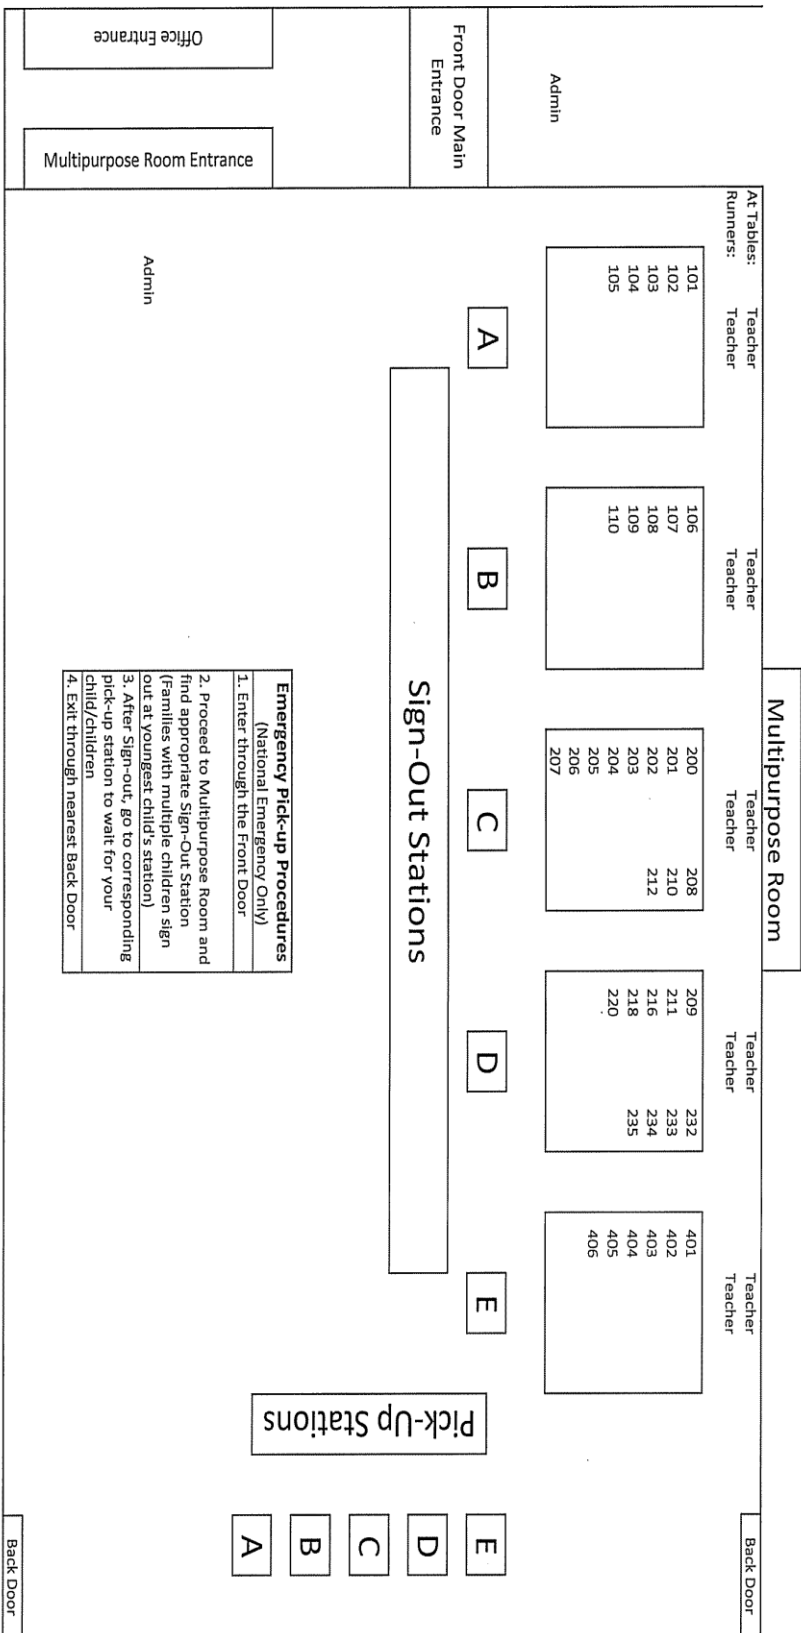 Multipurpose Room
At Tables: Teacher Teacher Teacher Teacher Teacher
Runners: Teacher Teacher Teacher Teacher Teacher
Back Door
Admin
101
102
103
104
105
106
107
108
109
110
200 208
201 210
202 212
203
204
205
206
207
209 232
211 233
216 234
218 235
220
401
402
403
404
405
406
Front Door Main
Entrance
A
B
C
D
E
Sign-Out Stations
Pick-Up Stations
E
D
C
B
A
Office Entrance
Multipurpose Room Entrance
Admin
Emergency Pick-up Procedures
(National Emergency Only)
1. Enter through the Front Door
2. Proceed to Multipurpose Room and
find appropriate Sign-Out Station
(Families with multiple children sign
out at youngest child's station)
3. After Sign-out, go to corresponding
pick-up station to wait for your
child/children
4. Exit through nearest Back Door
Back Door